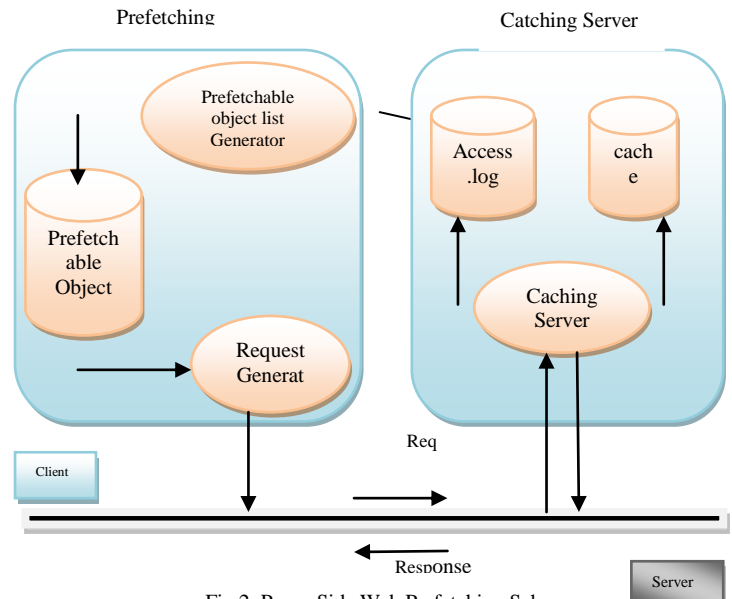 Prefetching
Catching Server
Prefetchable
object list
Generator
Access
.log
cach
e
Prefetch
able
Object
Caching
Server
Request
Generat
Req
Client
Response
Server